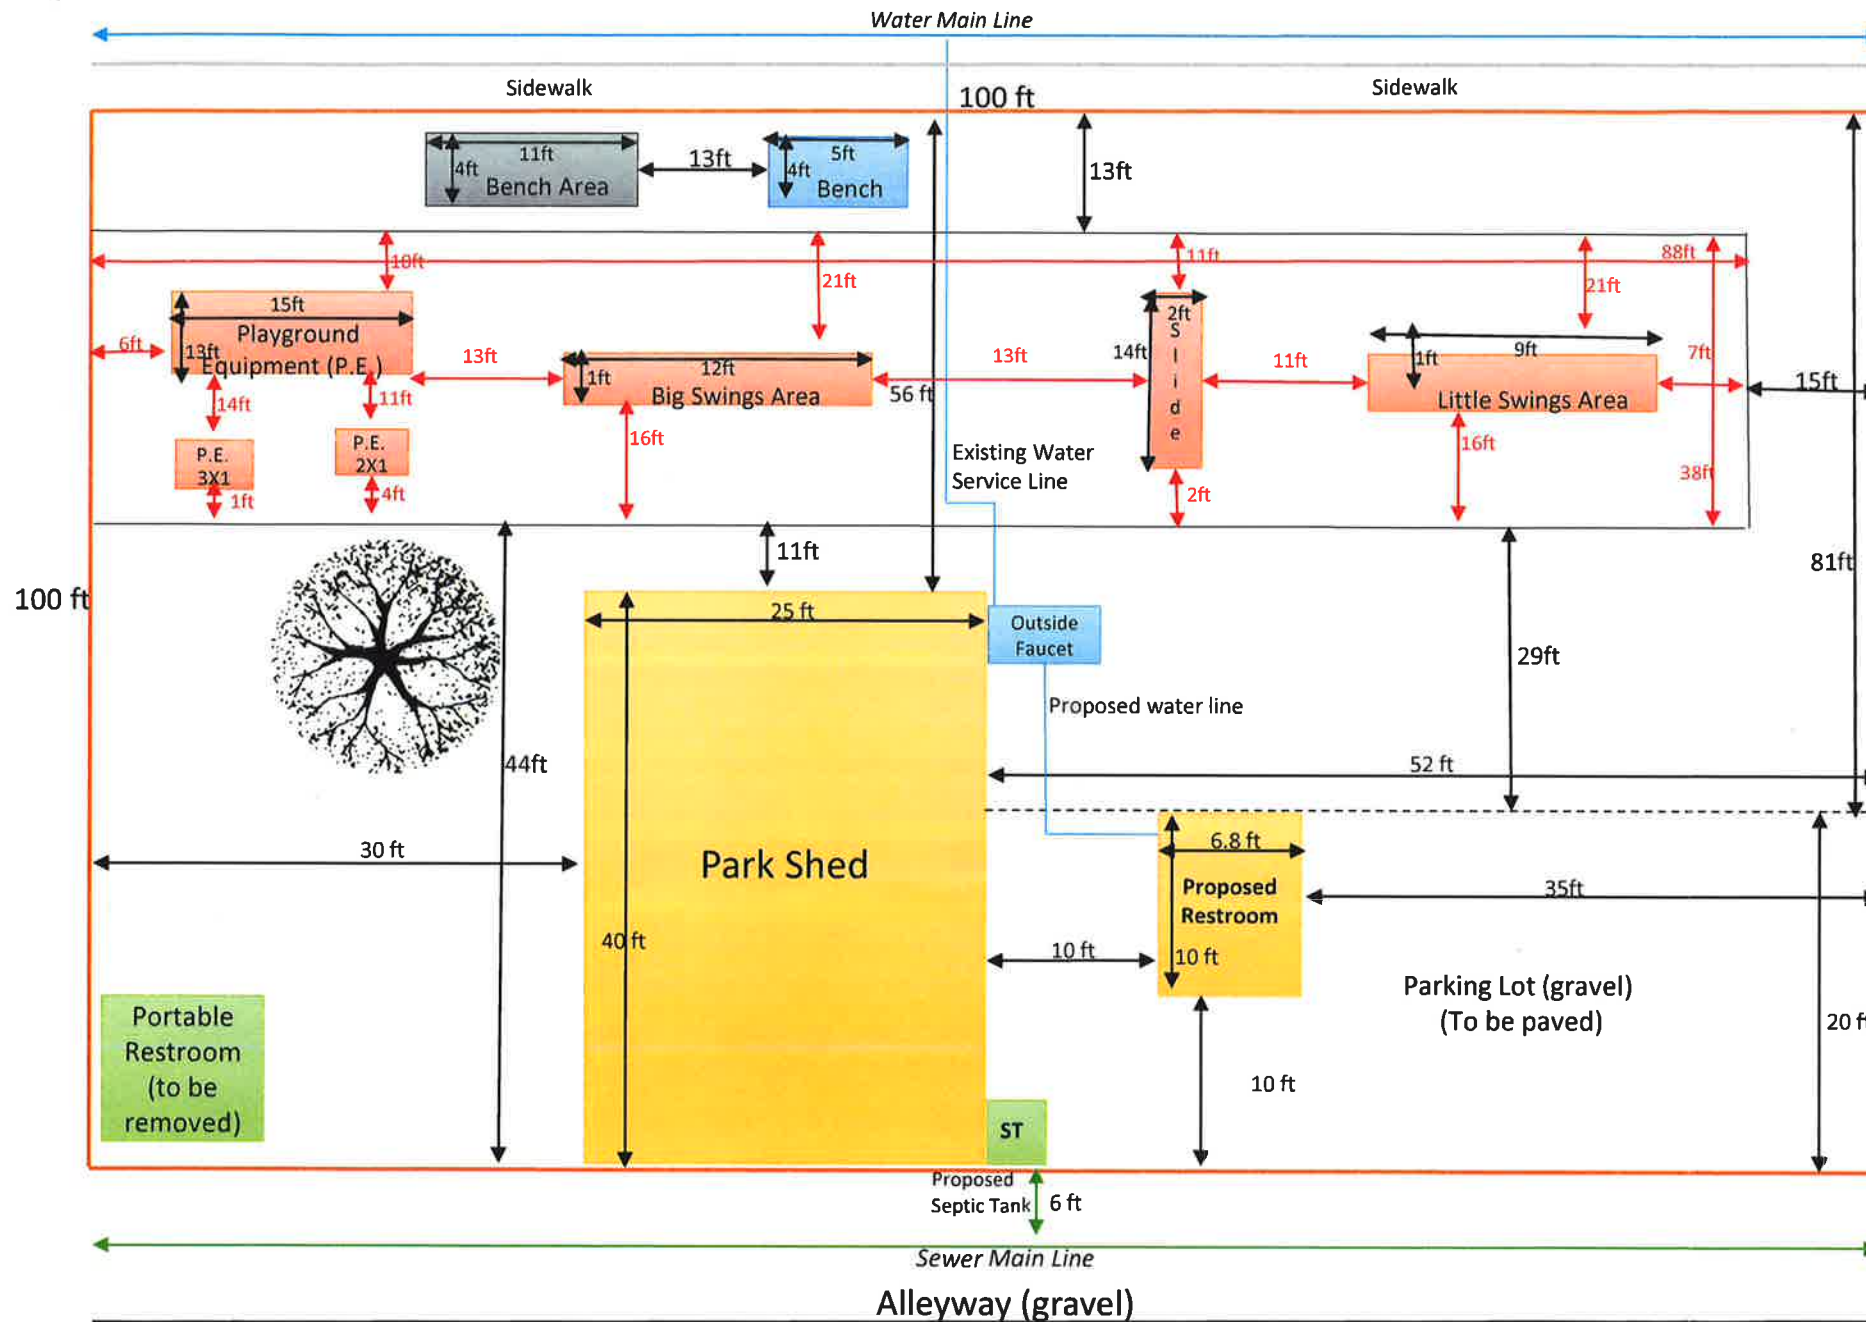 Water Main Line
Sidewalk
Sidewalk
100 ft
11ft
4ft
Bench Area
13ft
5ft
4ft
Bench
13ft
10ft
21ft
11ft
88ft
21ft
15ft
13ft
Playground
Equipment (P.E.)
6ft
13ft
12ft
1ft
Big Swings Area
56 ft
13ft
2ft
14ft
Slide
11ft
9ft
1ft
Little Swings Area
7ft
15ft
14ft
11ft
P.E.
3X1
P.E.
2X1
1ft
4ft
16ft
Existing Water
Service Line
2ft
16ft
38ft
11ft
81ft
100 ft
25 ft
Outside
Faucet
29ft
Proposed water line
44ft
52 ft
30 ft
Park Shed
6.8 ft
Proposed
Restroom
35ft
40 ft
10 ft
10 ft
Parking Lot (gravel)
(To be paved)
20 ft
Portable
Restroom
(to be
removed)
10 ft
ST
Proposed
Septic Tank
6 ft
Sewer Main Line
Alleyway (gravel)